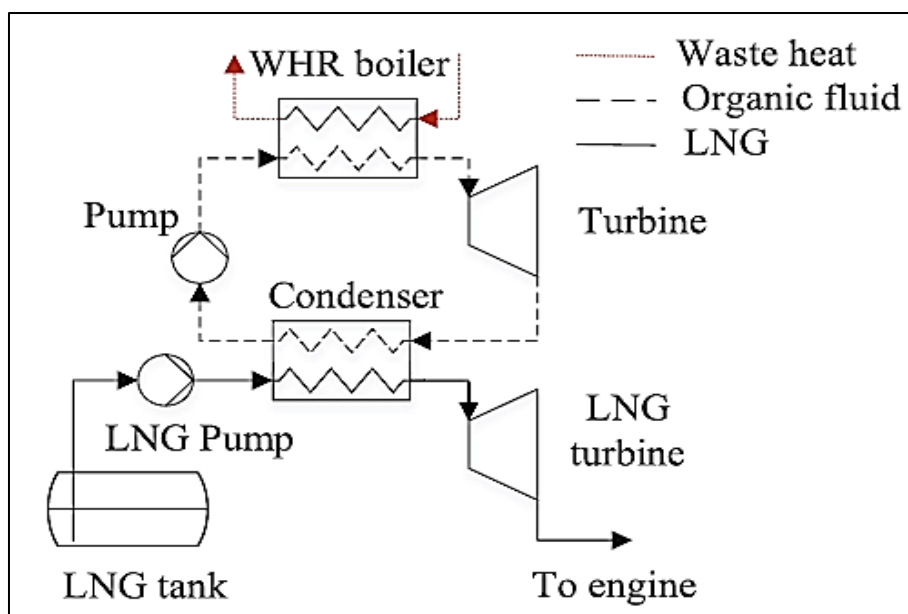 WHR boiler
Waste heat
Organic fluid
LNG
Pump
Turbine
Condenser
LNG Pump
LNG
turbine
LNG tank
To engine